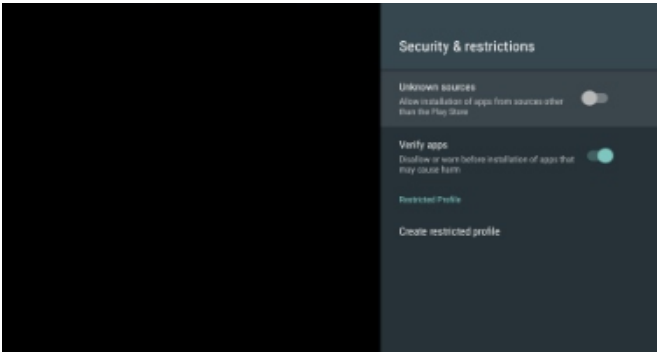 Security & restrictions
Unknown sources
Allow installation of apps from sources other
than the Play Store
Verify apps
Disallow or warn before installation of apps that
may cause harm
Restricted Profile
Create restricted profile